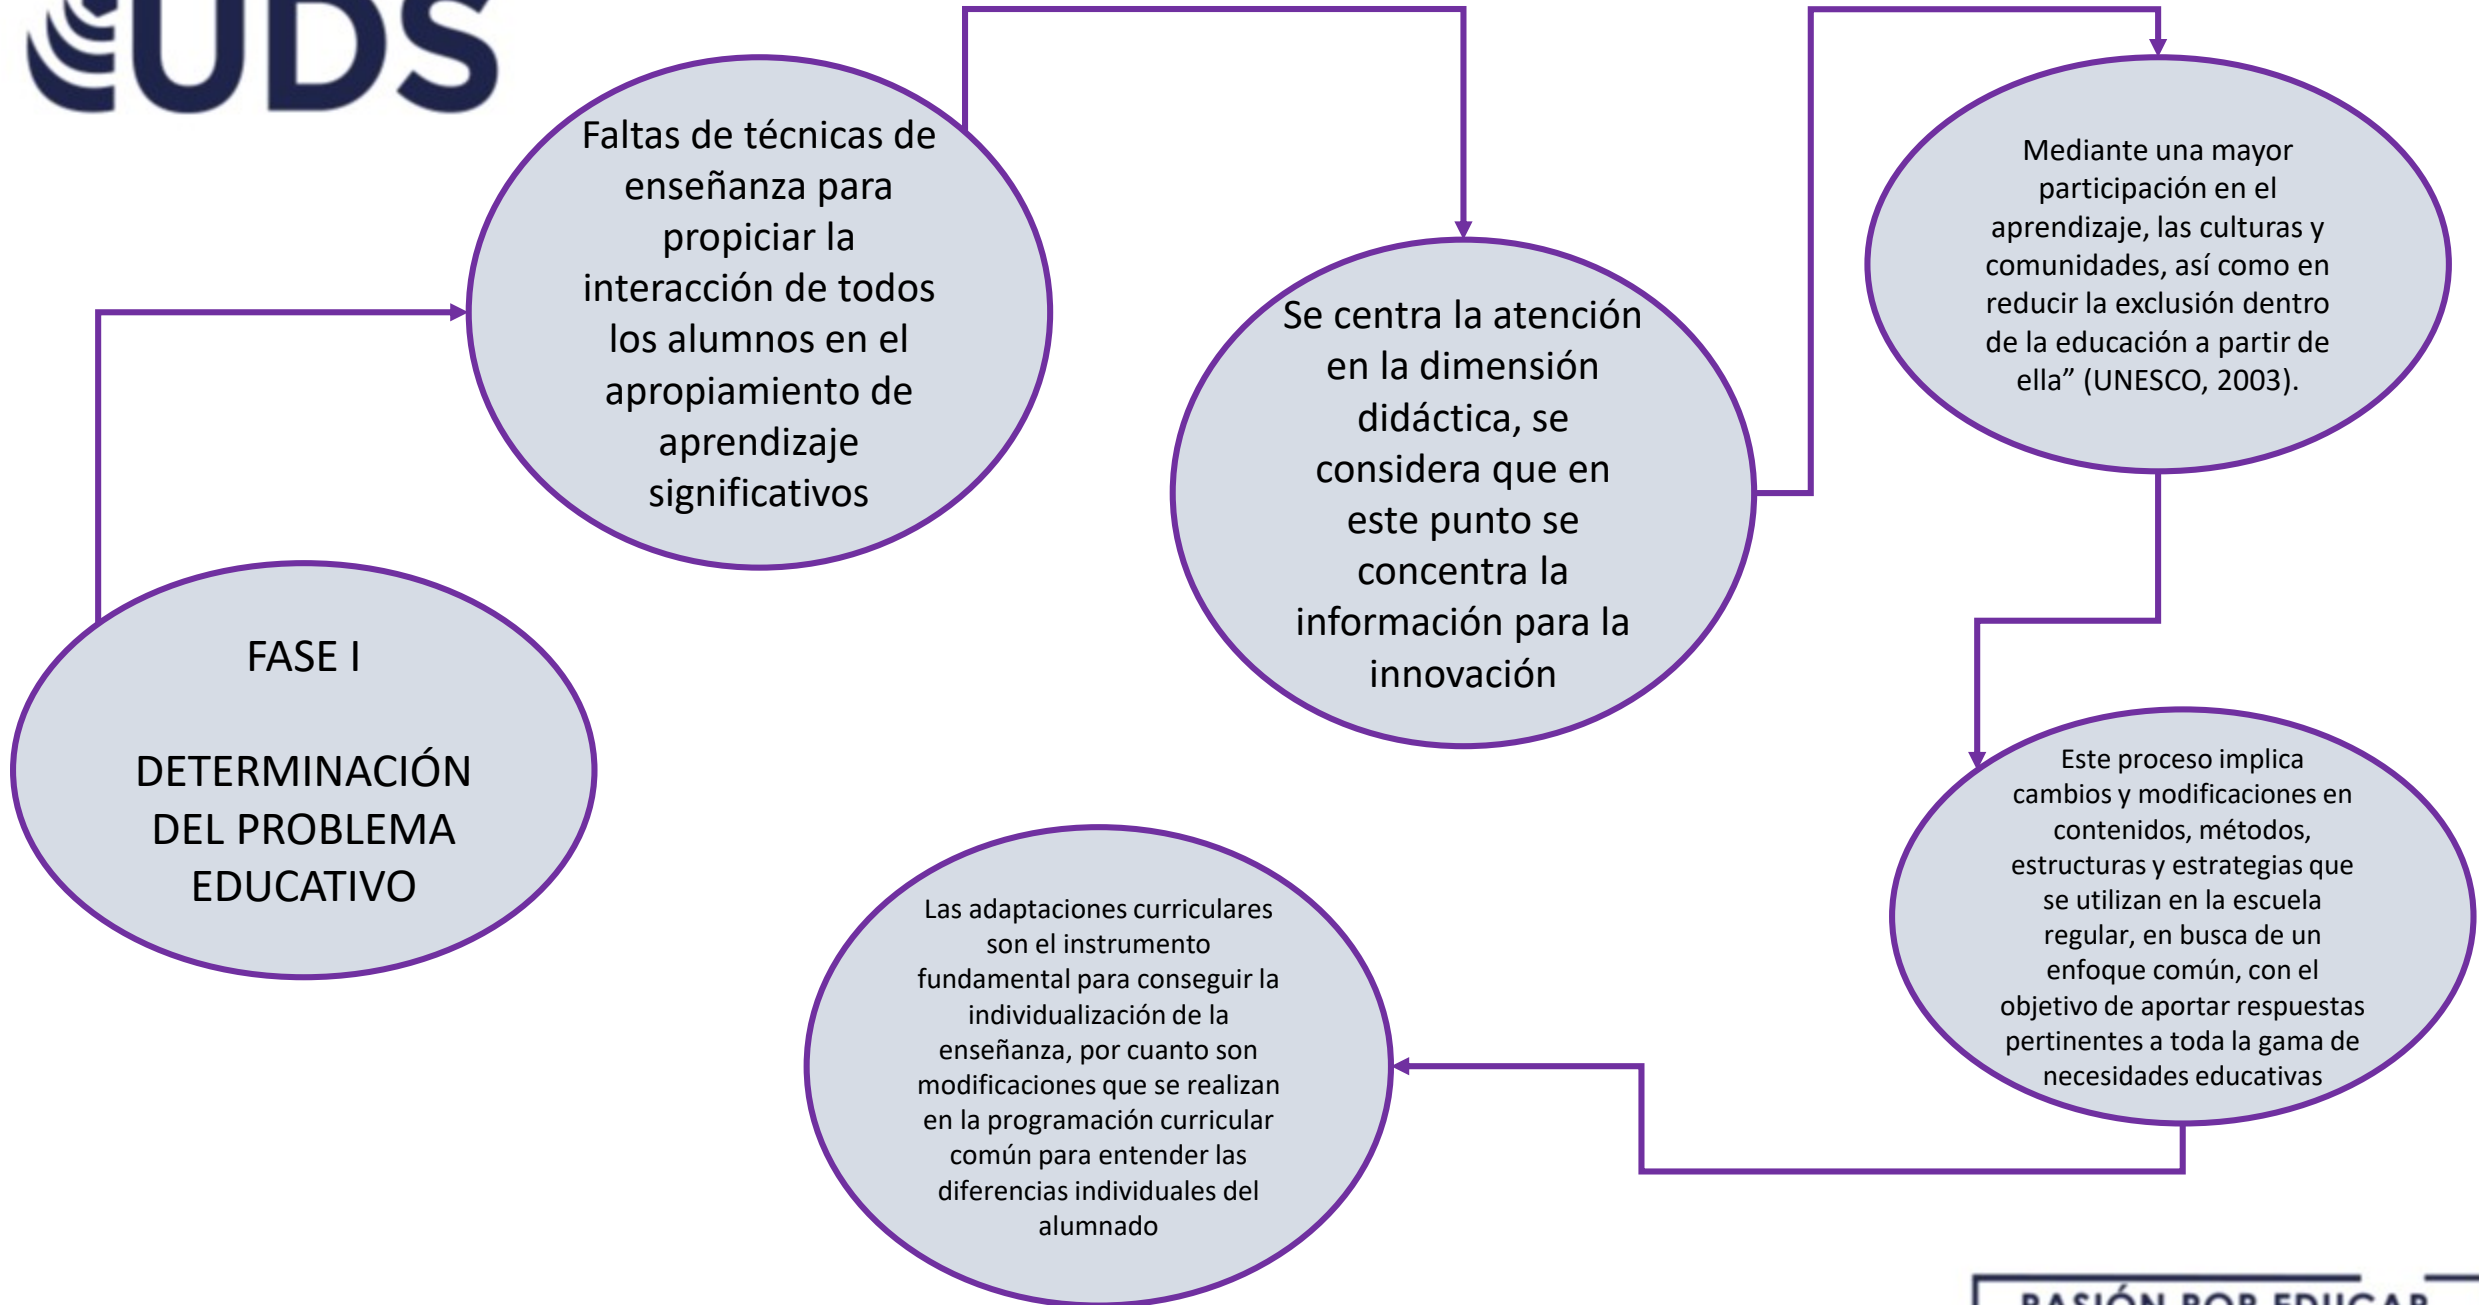 UDS
FASE I
DETERMINACIÓN
DEL PROBLEMA
EDUCATIVO
Faltas de técnicas de
enseñanza para
propiciar la
interacción de todos
los alumnos en el
apropiamiento de
aprendizaje
significativos
Se centra la atención
en la dimensión
didáctica, se
considera que en
este punto se
concentra la
información para la
innovación
Mediante una mayor
participación en el
aprendizaje, las culturas y
comunidades, así como en
reducir la exclusión dentro
de la educación a partir de
ella” (UNESCO, 2003).
Este proceso implica
cambios y modificaciones en
contenidos, métodos,
estructuras y estrategias que
se utilizan en la escuela
regular, en busca de un
enfoque común, con el
objetivo de aportar respuestas
pertinentes a toda la gama de
necesidades educativas
Las adaptaciones curriculares
son el instrumento
fundamental para conseguir la
individualización de la
enseñanza, por cuanto son
modificaciones que se realizan
en la programación curricular
común para entender las
diferencias individuales del
alumnado
PASIÓN POR EDUCAR